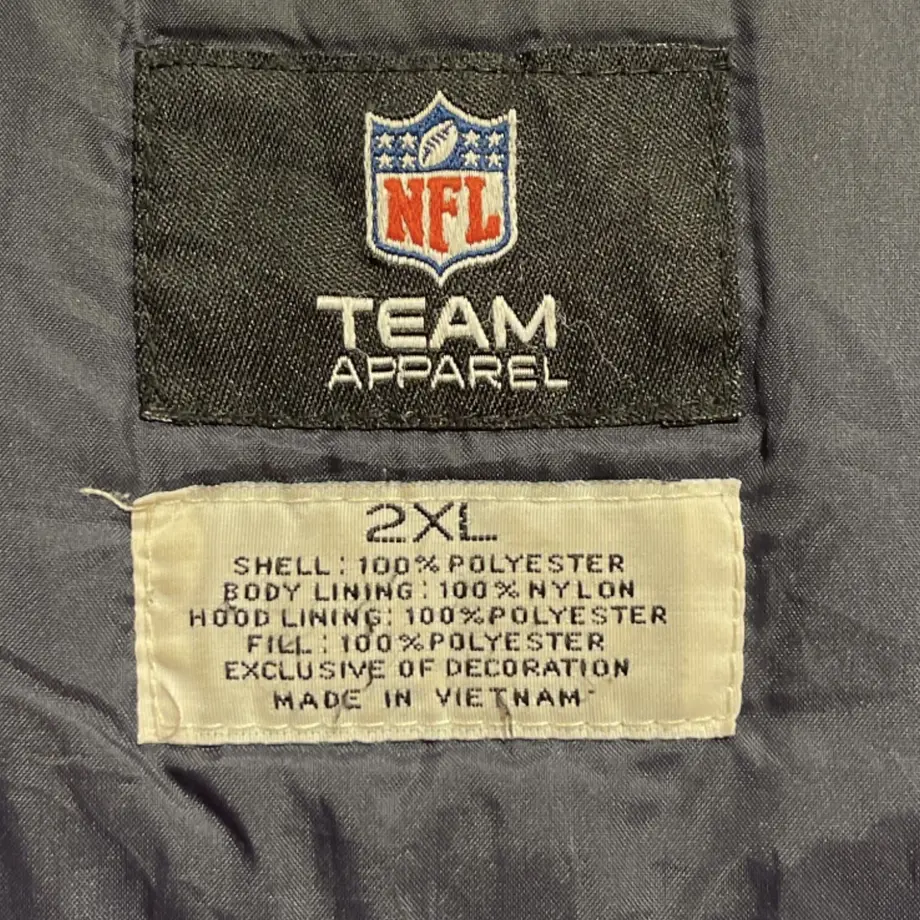 NFL
TEAM
APPAREL
2XL
SHELL: 100% POLYESTER
BODY LINING: 100% NYLON
HOOD LINING: 100% POLYESTER
FILL: 100% POLYESTER
EXCLUSIVE OF DECORATION
MADE IN VIETNAM